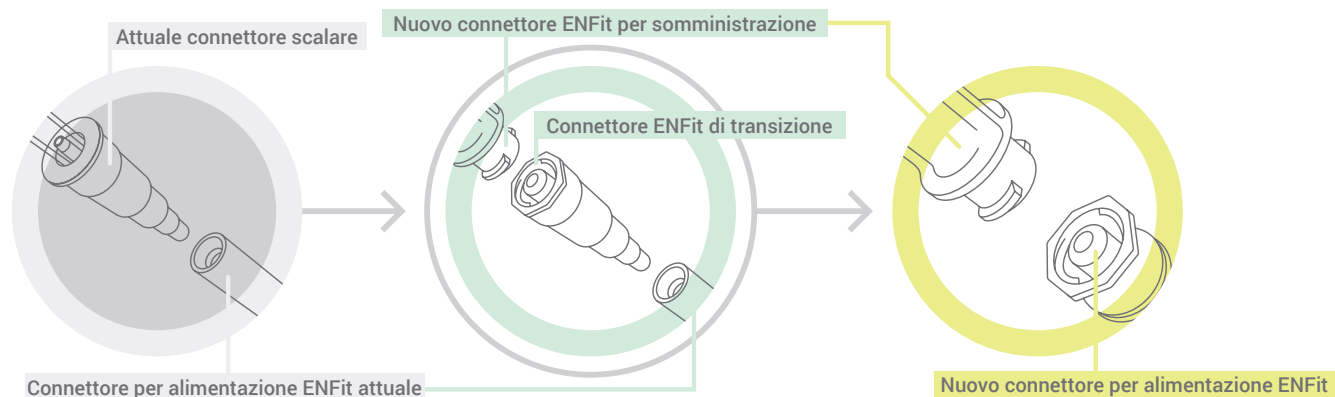 Nuovo connettore ENFit per somministrazione
Attuale connettore scalare
Connettore ENFit di transizione
Connettore per alimentazione ENFit attuale
Nuovo connettore per alimentazione ENFit